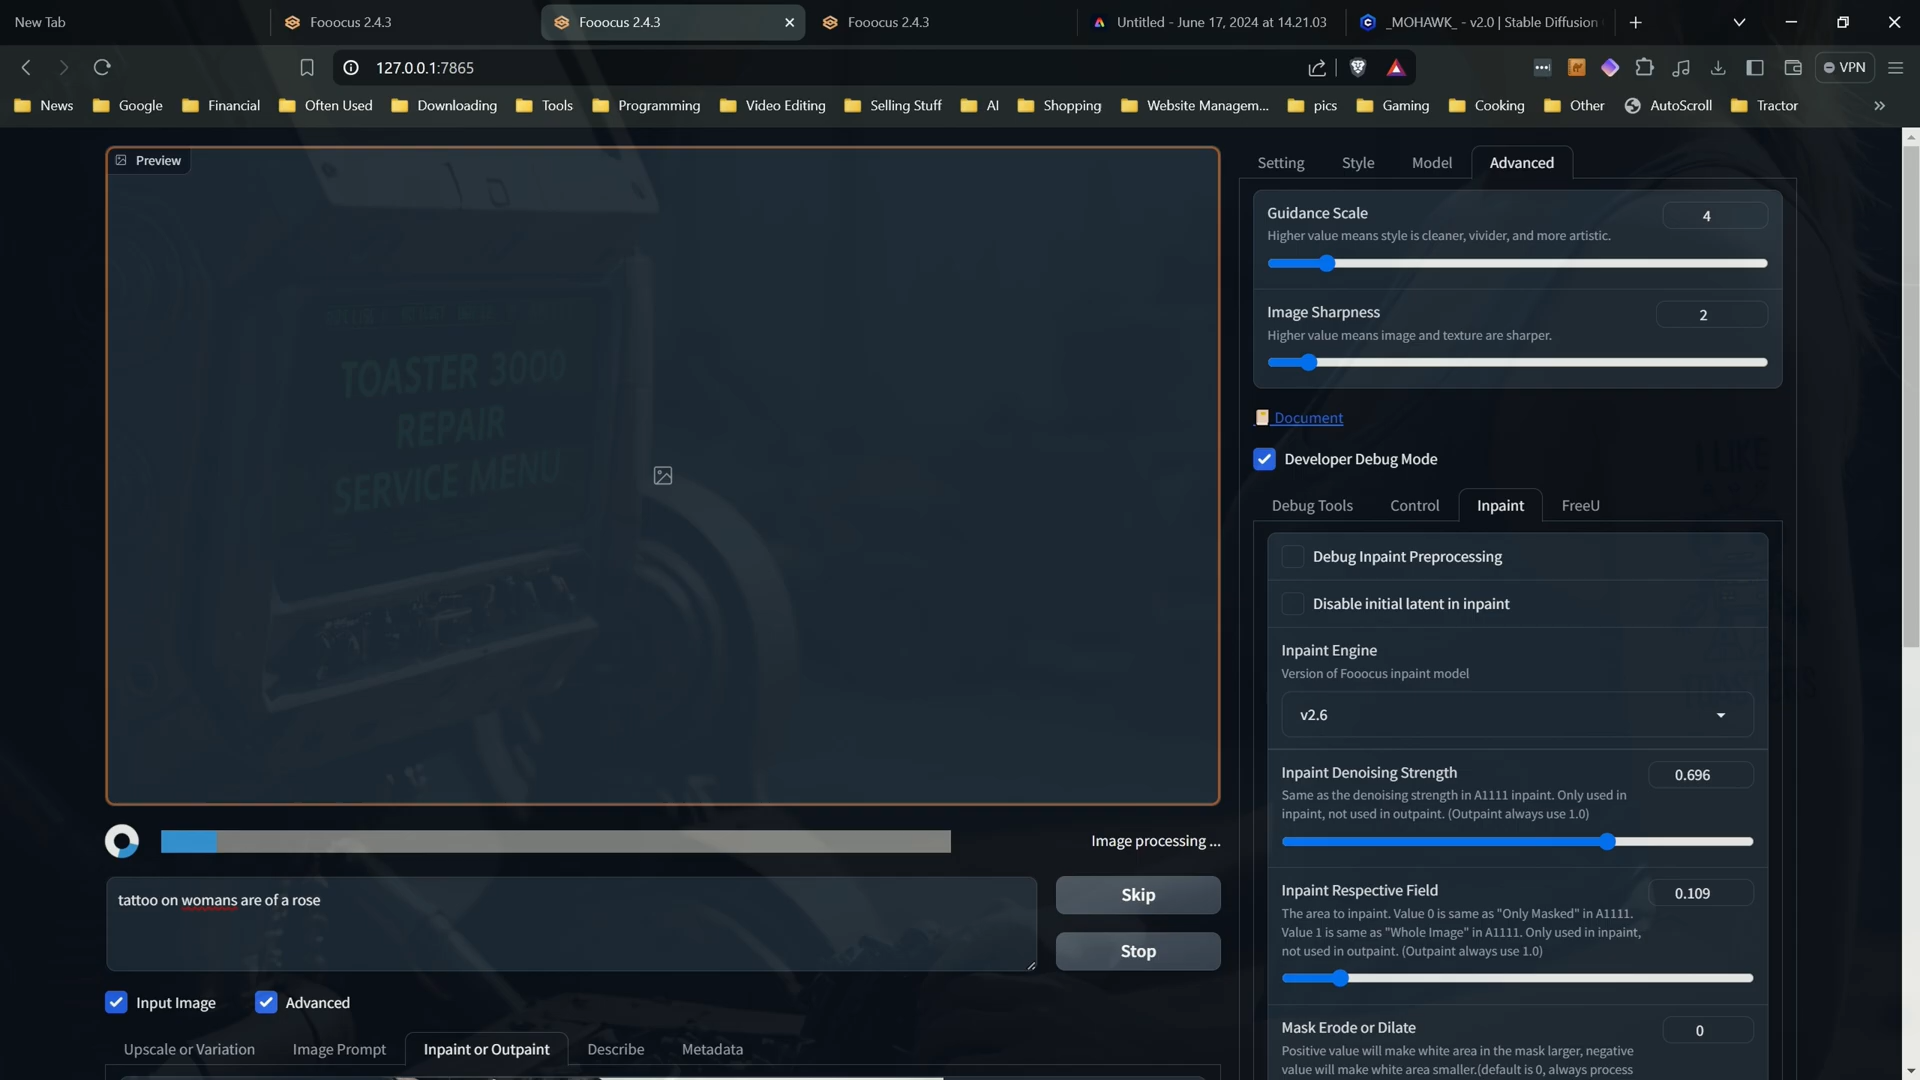 New Tab
Fooocus 2.4.3
Fooocus 2.4.3
Fooocus 2.4.3
Untitled - June 17, 2024 at 14.21.03
_MOHAWK_ - v2.0 | Stable Diffusion
127.0.0.1:7865
VPN
News
Google
Financial
Often Used
Downloading
Tools
Programming
Video Editing
Selling Stuff
AI
Shopping
Website Managem...
pics
Gaming
Cooking
Other
AutoScroll
Tractor
Preview
TOASTER 3000
REPAIR
SERVICE MENU
Image processing ...
tattoo on womans are of a rose
Skip
Stop
Input Image
Advanced
Upscale or Variation
Image Prompt
Inpaint or Outpaint
Describe
Metadata
Setting
Style
Model
Advanced
Guidance Scale
4
Higher value means style is cleaner, vivider, and more artistic.
Image Sharpness
2
Higher value means image and texture are sharper.
Document
Developer Debug Mode
Debug Tools
Control
Inpaint
FreeU
Debug Inpaint Preprocessing
Disable initial latent in inpaint
Inpaint Engine
Version of Fooocus inpaint model
v2.6
Inpaint Denoising Strength
0.696
Same as the denoising strength in A1111 inpaint. Only used in
inpaint, not used in outpaint. (Outpaint always use 1.0)
Inpaint Respective Field
0.109
The area to inpaint. Value 0 is same as "Only Masked" in A1111.
Value 1 is same as "Whole Image" in A1111. Only used in inpaint,
not used in outpaint. (Outpaint always use 1.0)
Mask Erode or Dilate
0
Positive value will make white area in the mask larger, negative
value will make white area smaller.(default is 0, always process